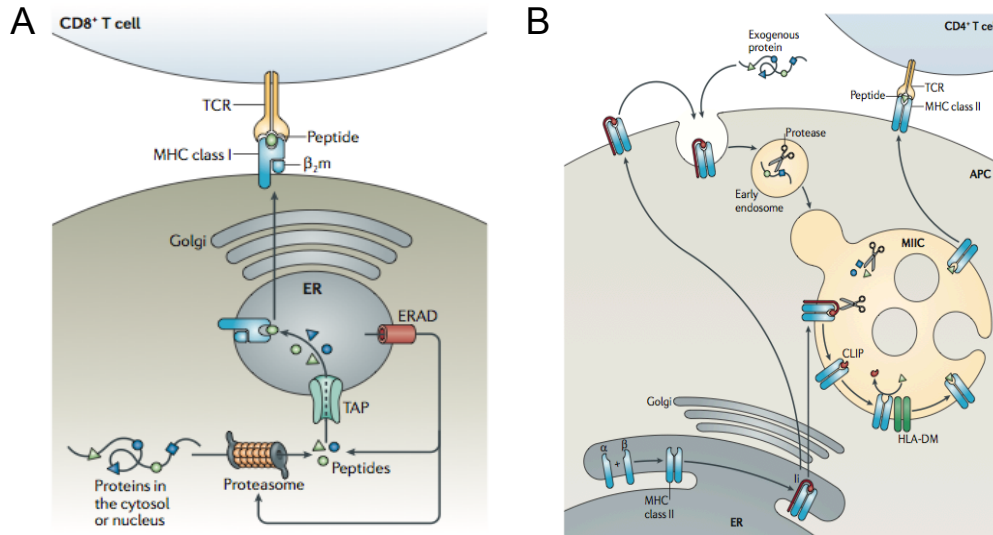 A
CD8⁺ T cell
TCR
Peptide
MHC class I
β₂m
Golgi
ER
ERAD
TAP
Peptides
Proteasome
Proteins in
the cytosol
or nucleus
B
Exogenous
protein
CD4⁺ T ce
TCR
Peptide
MHC class II
Protease
APC
Early
endosome
MIIC
CLIP
Golgi
HLA-DM
α
+
β
Ii
MHC
class II
ER